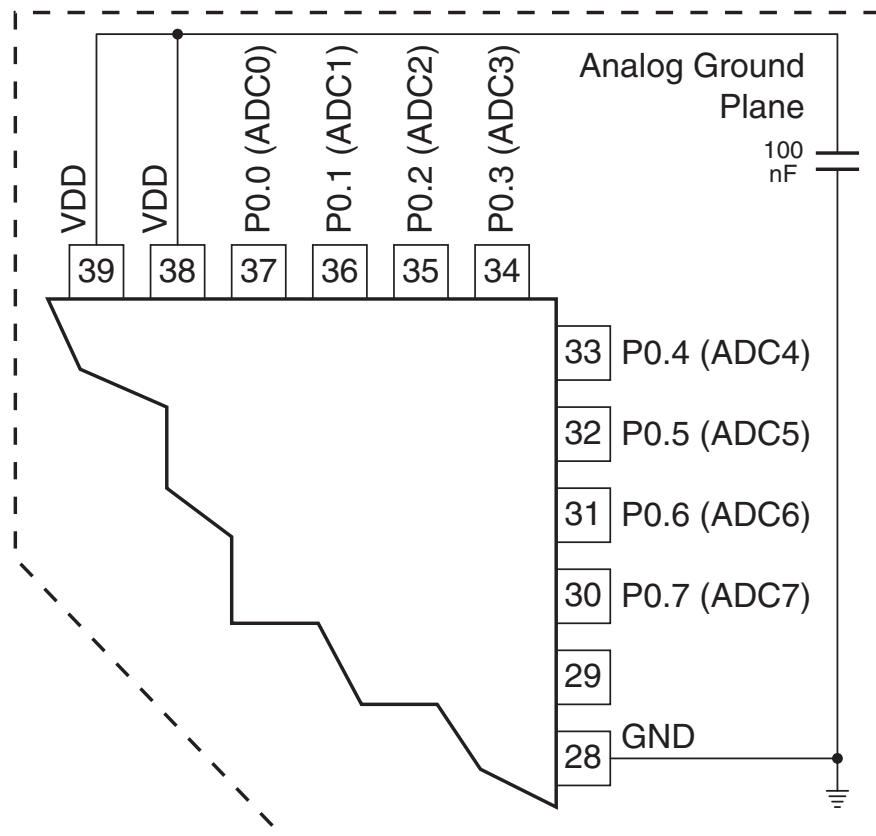 Analog Ground
Plane
100
nF
VDD
VDD
P0.0 (ADC0)
P0.1 (ADC1)
P0.2 (ADC2)
P0.3 (ADC3)
39
38
37
36
35
34
33 P0.4 (ADC4)
32 P0.5 (ADC5)
31 P0.6 (ADC6)
30 P0.7 (ADC7)
29
28 GND